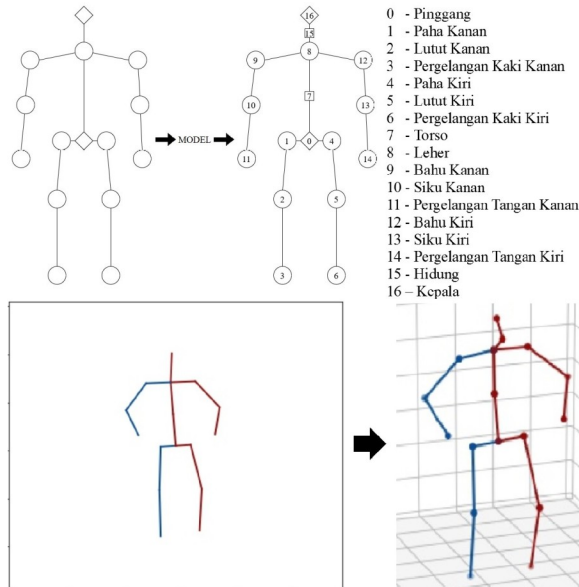 16
15
8
9
12
7
10
13
MODEL
1
0
4
11
14
2
5
3
6
0 - Pinggang
1 - Paha Kanan
2 - Lutut Kanan
3 - Pergelangan Kaki Kanan
4 - Paha Kiri
5 - Lutut Kiri
6 - Pergelangan Kaki Kiri
7 - Torso
8 - Leher
9 - Bahu Kanan
10 - Siku Kanan
11 - Pergelangan Tangan Kanan
12 - Bahu Kiri
13 - Siku Kiri
14 - Pergelangan Tangan Kiri
15 - Hidung
16 – Kepala